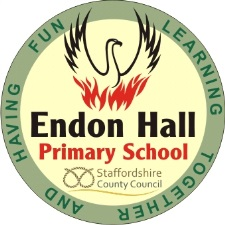 LEARNING TOGETHER AND HAVING FUN
Endon Hall
Primary School
Staffordshire
County Council